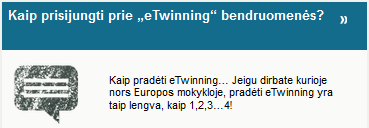 Kaip prisijungti prie „eTwinning“ bendruomenės? »
Kaip pradėti eTwinning… Jeigu dirbate kurioje
nors Europos mokykloje, pradėti eTwinning yra
taip lengva, kaip 1,2,3…4!